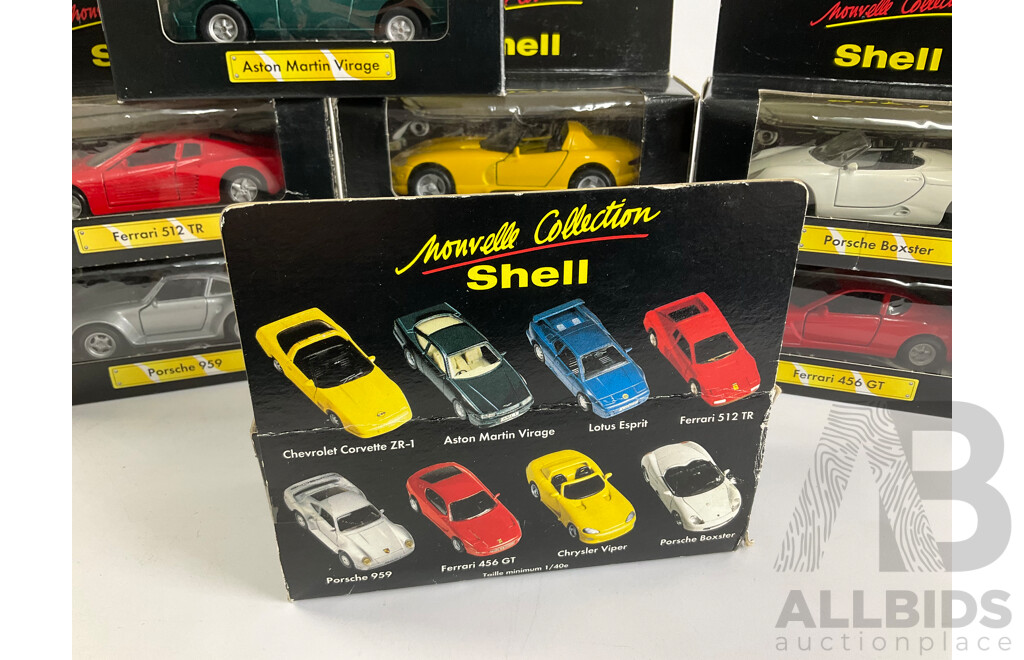 Aston Martin Virage
Shell
Nouvelle Collection
Shell
Ferrari 512 TR
Porsche Boxster
Porsche 959
Ferrari 456 GT
Nouvelle Collection
Shell
Chevrolet Corvette ZR-1
Aston Martin Virage
Lotus Esprit
Ferrari 512 TR
Porsche 959
Ferrari 456 GT
Chrysler Viper
Porsche Boxster
Taille minimum 1/40e
AB
ALLBIDS
auctionplace